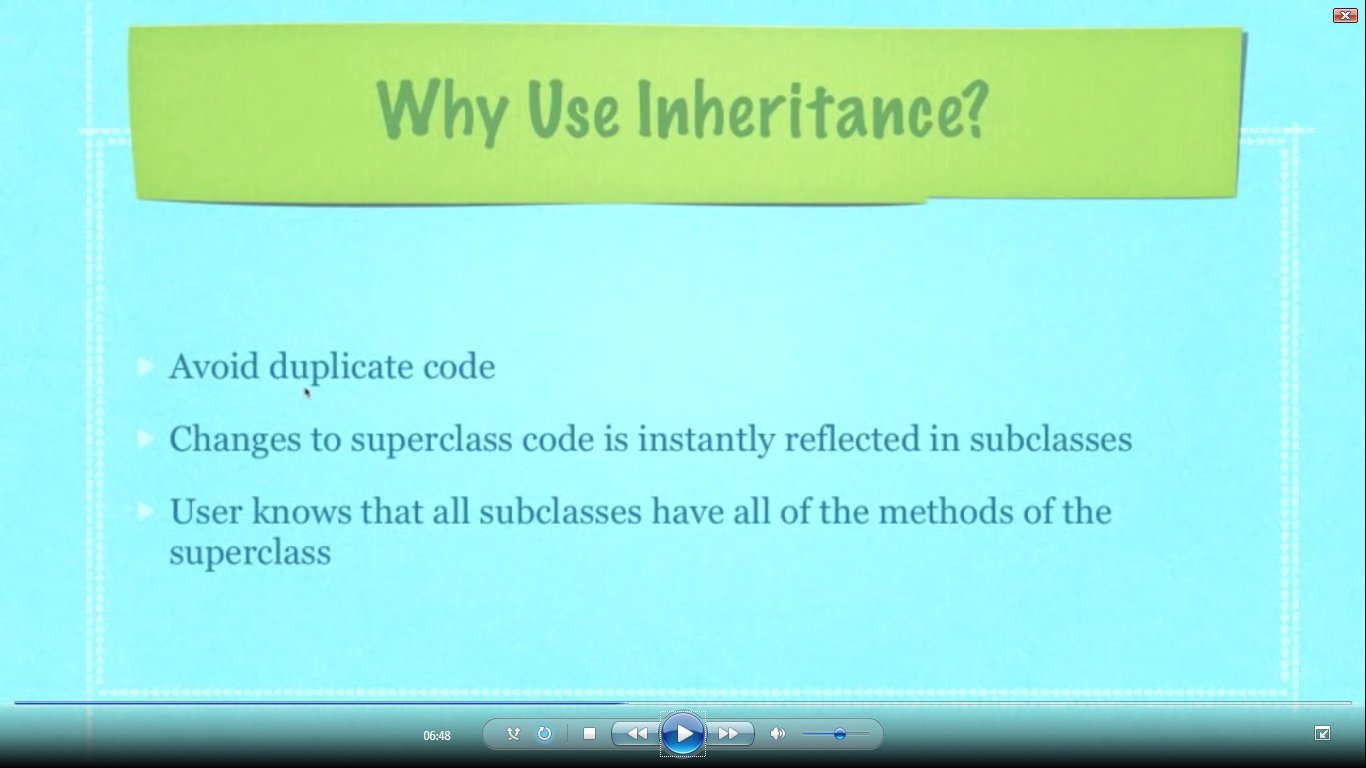 Why Use Inheritance?
Avoid duplicate code
Changes to superclass code is instantly reflected in subclasses
User knows that all subclasses have all of the methods of the
superclass
06:48